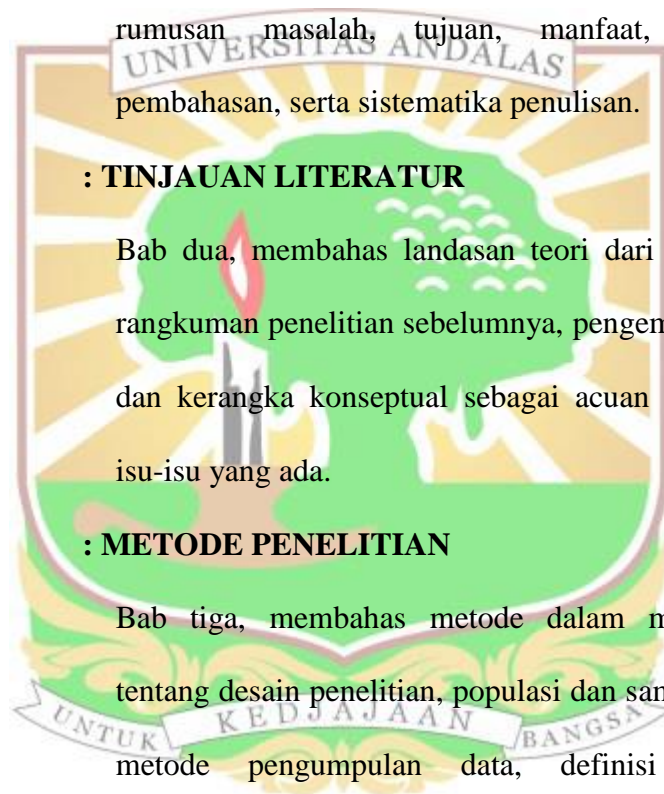 rumusan masalah, tujuan, manfaat,
UNIVERSITAS ANDALAS
pembahasan, serta sistematika penulisan.
: TINJAUAN LITERATUR
Bab dua, membahas landasan teori dari
rangkuman penelitian sebelumnya,
dan kerangka konseptual sebagai acuan
isu-isu yang ada.
: METODE PENELITIAN
Bab tiga, membahas metode dalam
tentang desain penelitian, populasi dan
UNTUK KEDJAJAAN BANGSA
metode pengumpulan data, definisi